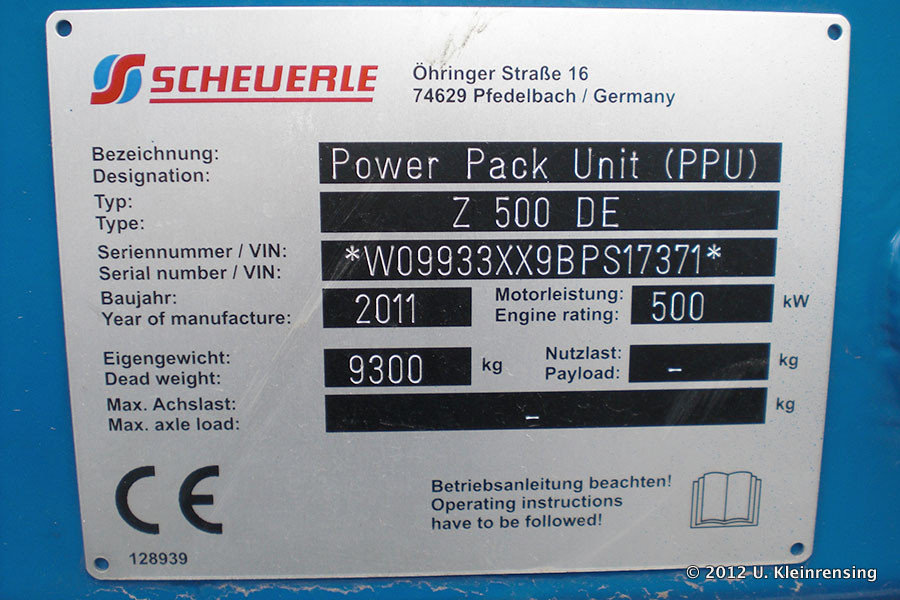 SCHEUERLE
Öhringer Straße 16
74629 Pfedelbach / Germany
Bezeichnung:
Designation:
Power Pack Unit (PPU)
Typ:
Type:
Z 500 DE
Seriennummer / VIN:
Serial number / VIN:
*W09933XX9BPS17371*
Baujahr:
Year of manufacture:
2011
Motorleistung:
Engine rating:
500
kW
Eigengewicht:
Dead weight:
9300
kg
Nutzlast:
Payload:
-
kg
Max. Achslast:
Max. axle load:
-
kg
CE
Betriebsanleitung beachten!
Operating instructions
have to be followed!
128939
© 2012 U. Kleinrensing